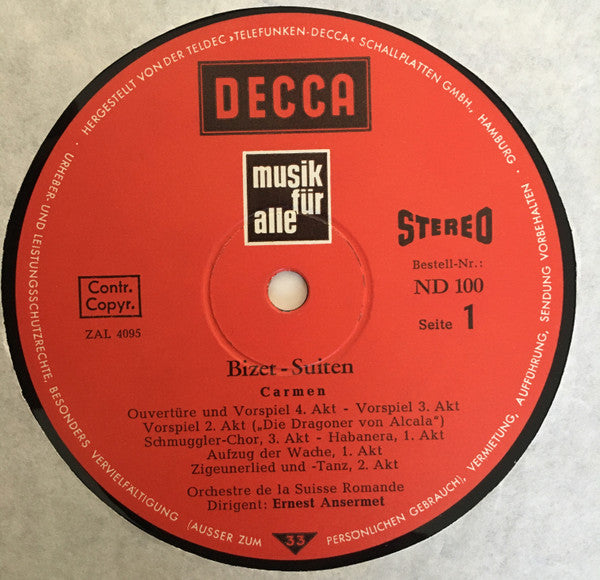 · HERGESTELLT VON DER TELDEC »TELEFUNKEN-DECCA« SCHALLPLATTEN GMBH., HAMBURG ·
URHEBER- UND LEISTUNGSSCHUTZRECHTE, BESONDERS VERVIELFÄLTIGUNG (AUSSER ZUM PERSÖNLICHEN GEBRAUCH), VERMIETUNG, AUFFÜHRUNG, SENDUNG VORBEHALTEN
DECCA
musik
für
alle
STEREO
Bestell-Nr.:
ND 100
Seite 1
Contr.
Copyr.
ZAL 4095
Bizet - Suiten
Carmen
Ouvertüre und Vorspiel 4. Akt - Vorspiel 3. Akt
Vorspiel 2. Akt („Die Dragoner von Alcala")
Schmuggler-Chor, 3. Akt - Habanera, 1. Akt
Aufzug der Wache, 1. Akt
Zigeunerlied und -Tanz, 2. Akt
Orchestre de la Suisse Romande
Dirigent: Ernest Ansermet
33